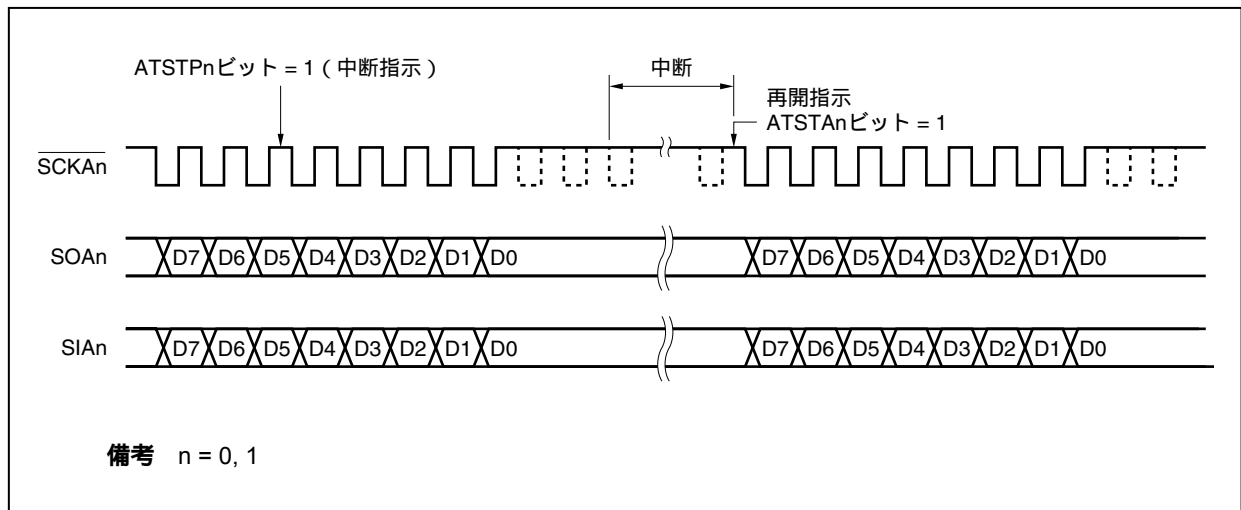 ATSTPnビット = 1 ( 中断指示 )
中断
再開指示
ATSTAnビット = 1
SCKAn
SOAn D7 D6 D5 D4 D3 D2 D1 D0 D7 D6 D5 D4 D3 D2 D1 D0
SIAn D7 D6 D5 D4 D3 D2 D1 D0 D7 D6 D5 D4 D3 D2 D1 D0
備考 n = 0, 1